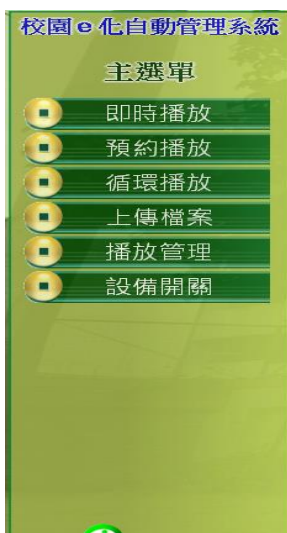 校園e化自動管理系統
主選單
即時播放
預約播放
循環播放
上傳檔案
播放管理
設備開關